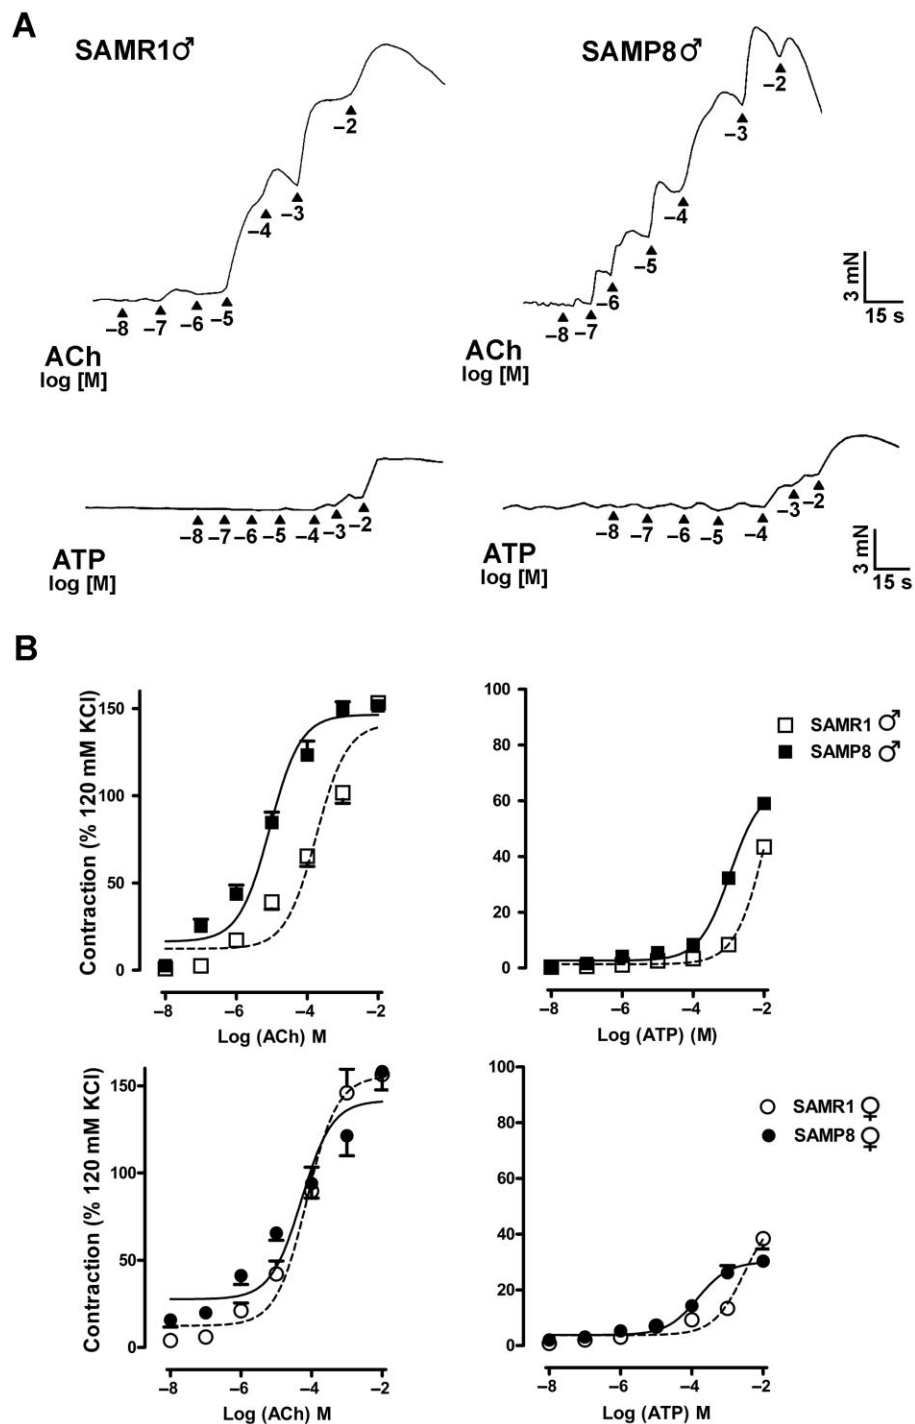 A
SAMR1♂
SAMP8♂
–8 –7 –6 –5 –4 –3 –2
–8 –7 –6 –5 –4 –3 –2
3 mN
15 s
ACh
log [M]
ACh
log [M]
–8 –7 –6 –5 –4 –3 –2
–8 –7 –6 –5 –4 –3 –2
3 mN
15 s
ATP
log [M]
ATP
log [M]
B
Contraction (% 120 mM KCl)
150
100
50
0
–8 –6 –4 –2
Log (ACh) M
100
80
60
40
20
0
–8 –6 –4 –2
Log (ATP) (M)
SAMR1 ♂
SAMP8 ♂
Contraction (% 120 mM KCl)
150
100
50
0
–8 –6 –4 –2
Log (ACh) M
100
80
60
40
20
0
–8 –6 –4 –2
Log (ATP) M
SAMR1 ♀
SAMP8 ♀